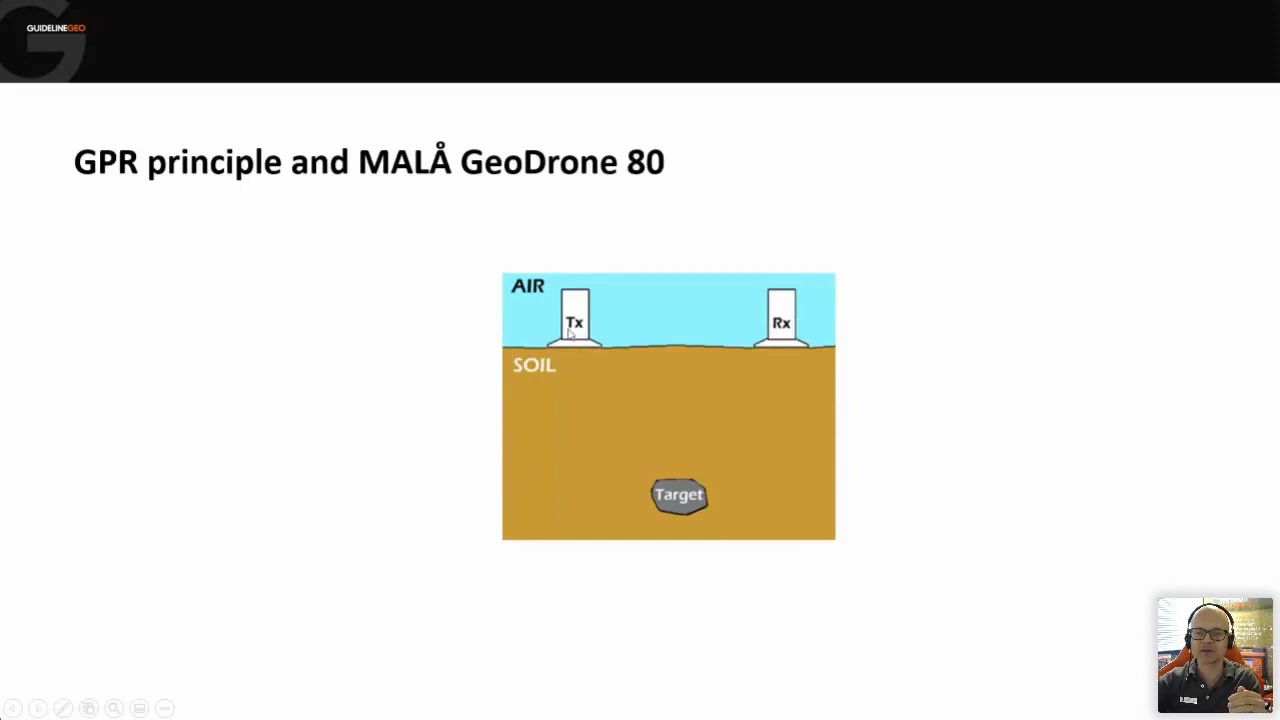 GUIDELINEGEO
GPR principle and MALÅ GeoDrone 80
AIR
Tx
Rx
SOIL
Target